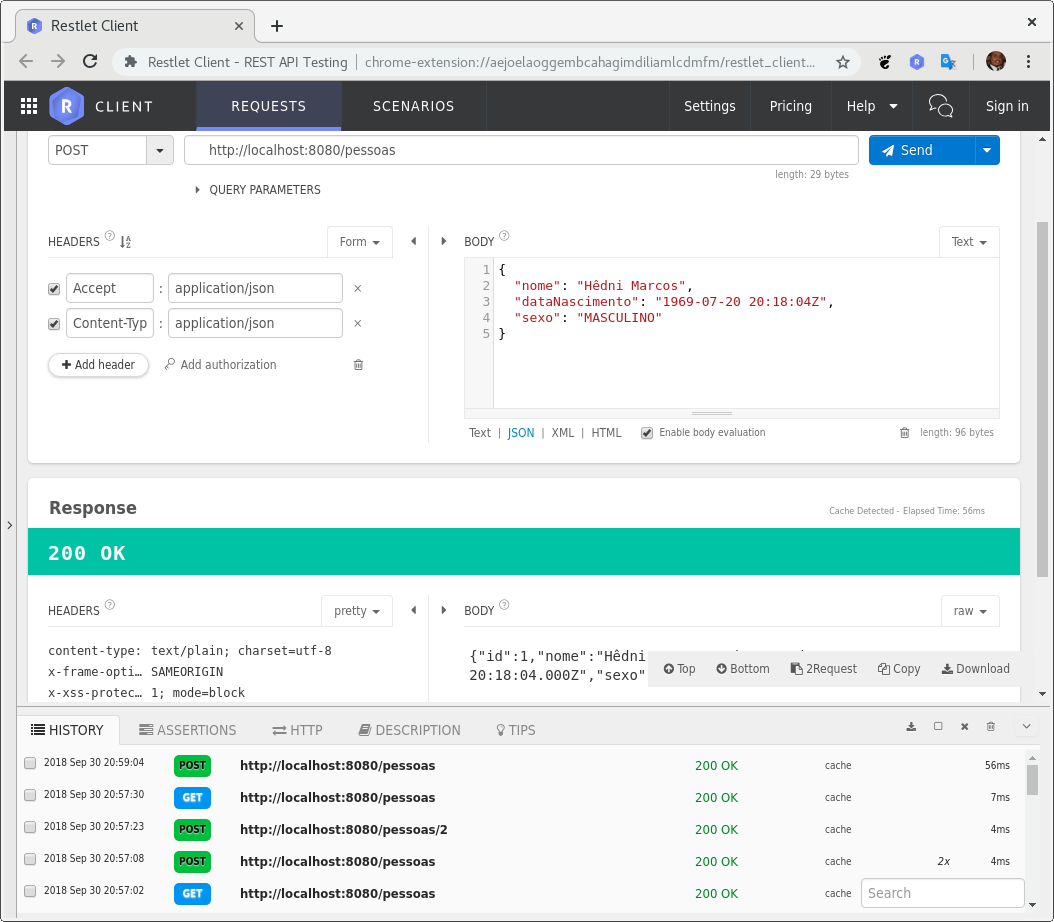 Restlet Client
Restlet Client - REST API Testing | chrome-extension://aejoelaoggembcahagimdiliamlcdmfm/restlet_client...
R CLIENT REQUESTS SCENARIOS Settings Pricing Help Sign in
POST http://localhost:8080/pessoas Send
length: 29 bytes
QUERY PARAMETERS
HEADERS ? Form BODY ? Text
Accept : application/json ×
Content-Typ : application/json ×
+ Add header Add authorization
1 {
2 "nome": "Hêdni Marcos",
3 "dataNascimento": "1969-07-20 20:18:04Z",
4 "sexo": "MASCULINO"
5 }
Text | JSON | XML | HTML Enable body evaluation length: 96 bytes
Response
Cache Detected - Elapsed Time: 56ms
200 OK
HEADERS ? pretty BODY ? raw
content-type: text/plain; charset=utf-8
x-frame-opti… SAMEORIGIN
x-xss-protec… 1; mode=block
{"id":1,"nome":"Hêdni
20:18:04.000Z","sexo"
Top Bottom 2Request Copy Download
HISTORY ASSERTIONS HTTP DESCRIPTION TIPS
2018 Sep 30 20:59:04 POST http://localhost:8080/pessoas 200 OK cache 56ms
2018 Sep 30 20:57:30 GET http://localhost:8080/pessoas 200 OK cache 7ms
2018 Sep 30 20:57:23 POST http://localhost:8080/pessoas/2 200 OK cache 4ms
2018 Sep 30 20:57:08 POST http://localhost:8080/pessoas 200 OK cache 2x 4ms
2018 Sep 30 20:57:02 GET http://localhost:8080/pessoas 200 OK cache Search